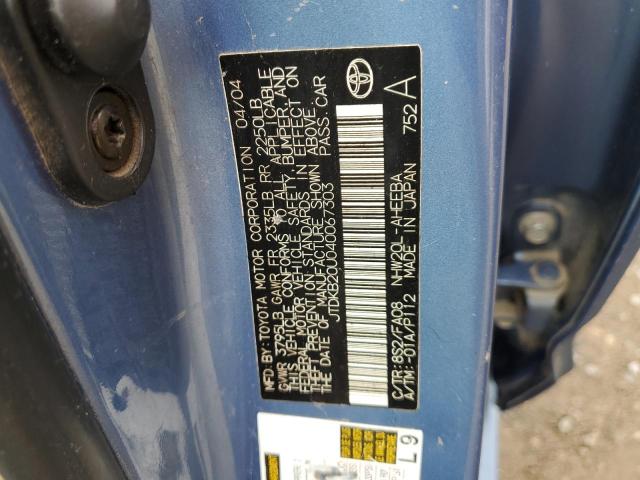 MFD. BY: TOYOTA MOTOR CORPORATION 04/04
GVWR 3795LB GAWR FR 2335LB RR 2250LB
THIS VEHICLE CONFORMS TO ALL APPLICABLE
FEDERAL MOTOR VEHICLE SAFETY, BUMPER, AND
THEFT PREVENTION STANDARDS IN EFFECT ON
THE DATE OF MANUFACTURE SHOWN ABOVE.
JTDKB20U040067303 PASS. CAR
C/TR: 8S2/FA08 NHW20L-AHEEBA
A/TM: -01A/P112 MADE IN JAPAN 752 A
L9